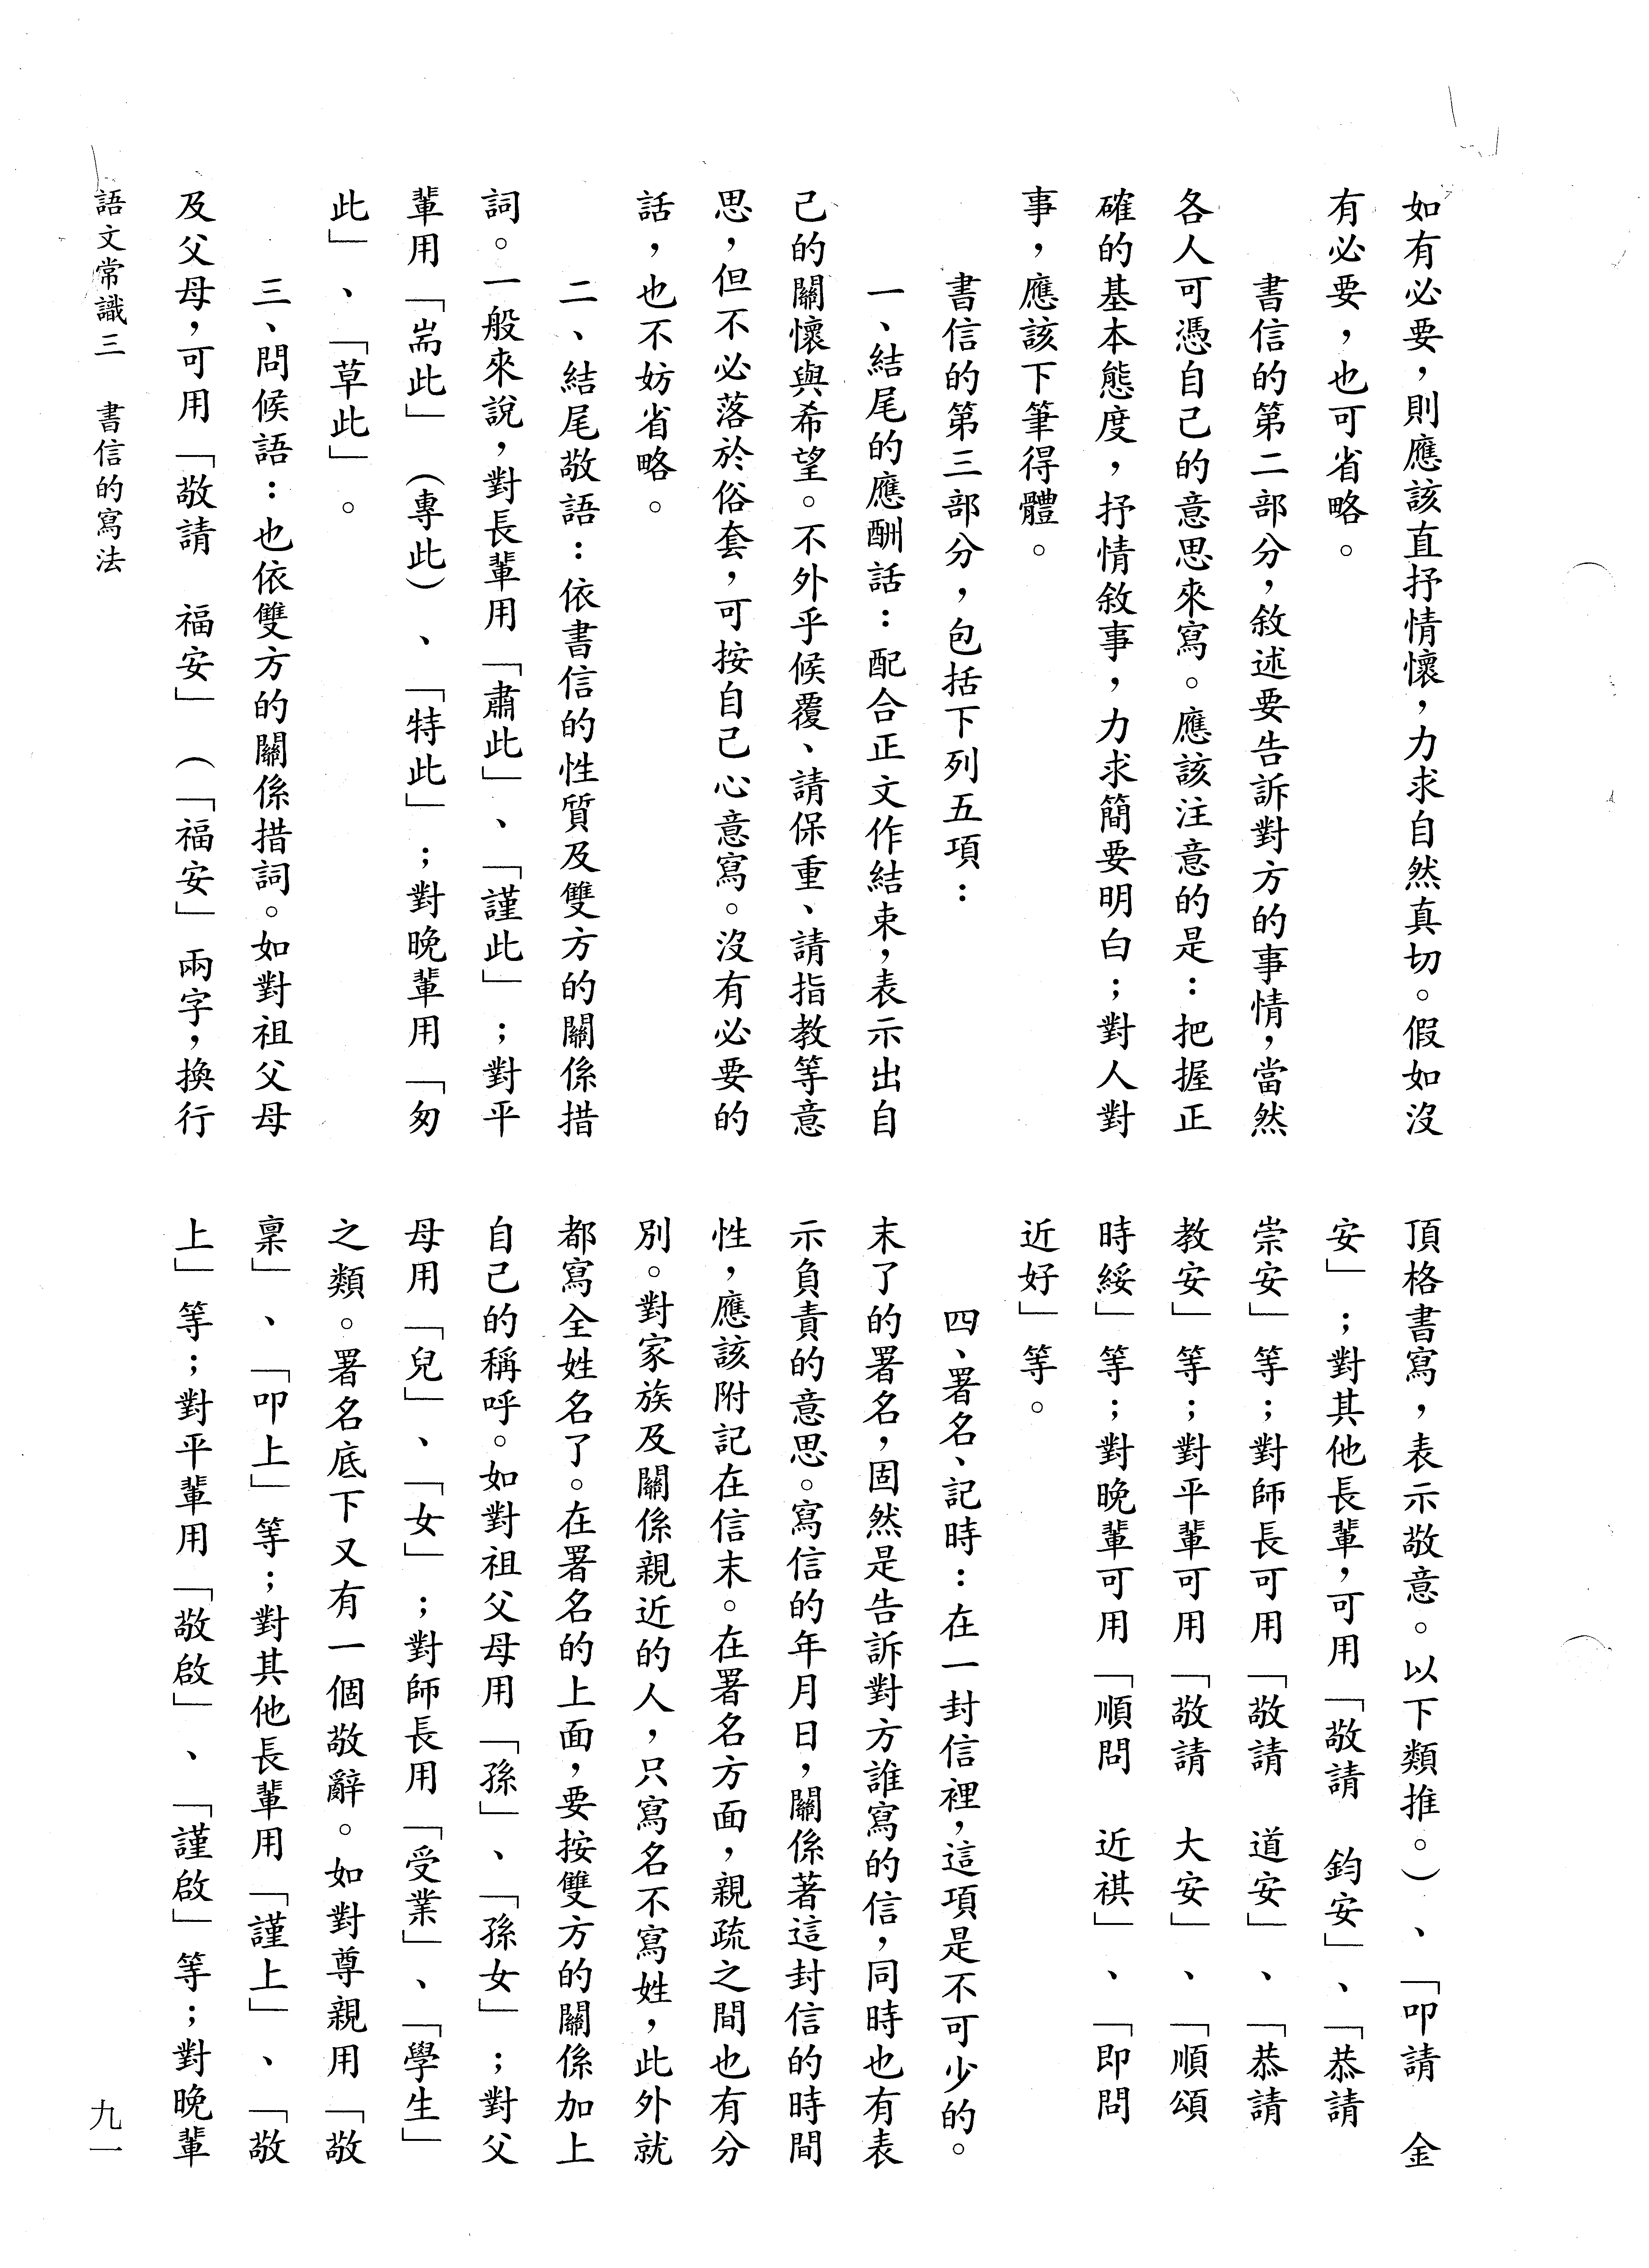 如有必要，則應該直抒情懷，力求自然真切。假如沒
有必要，也可省略。
書信的第二部分，敘述要告訴對方的事情，當然
各人可憑自己的意思來寫。應該注意的是：把握正
確的基本態度，抒情敘事，力求簡要明白；對人對
事，應該下筆得體。
書信的第三部分，包括下列五項：
一、結尾的應酬話：配合正文作結束，表示出自
己的關懷與希望。不外乎候覆、請保重、請指教等意
思，但不必落於俗套，可按自己心意寫。沒有必要的
話，也不妨省略。
二、結尾敬語：依書信的性質及雙方的關係措
詞。一般來說，對長輩用「肅此」、「謹此」；對平
輩用「耑此」（專此）、「特此」；對晚輩用「匆
此」、「草此」。
三、問候語：也依雙方的關係措詞。如對祖父母
及父母，可用「敬請　福安」（「福安」兩字，換行
頂格書寫，表示敬意。以下類推。）、「叩請　金
安」；對其他長輩，可用「敬請　鈞安」、「恭請
崇安」等；對師長可用「敬請　道安」、「恭請
教安」等；對平輩可用「敬請　大安」、「順頌
時綏」等；對晚輩可用「順問　近祺」、「即問
近好」等。
四、署名、記時：在一封信裡，這項是不可少的。
末了的署名，固然是告訴對方誰寫的信，同時也有表
示負責的意思。寫信的年月日，關係著這封信的時間
性，應該附記在信末。在署名方面，親疏之間也有分
別。對家族及關係親近的人，只寫名不寫姓，此外就
都寫全姓名了。在署名的上面，要按雙方的關係加上
自己的稱呼。如對祖父母用「孫」、「孫女」；對父
母用「兒」、「女」；對師長用「受業」、「學生」
之類。署名底下又有一個敬辭。如對尊親用「敬
稟」、「叩上」等；對其他長輩用「謹上」、「敬
上」等；對平輩用「敬啟」、「謹啟」等；對晚輩
語文常識三　書信的寫法
九一